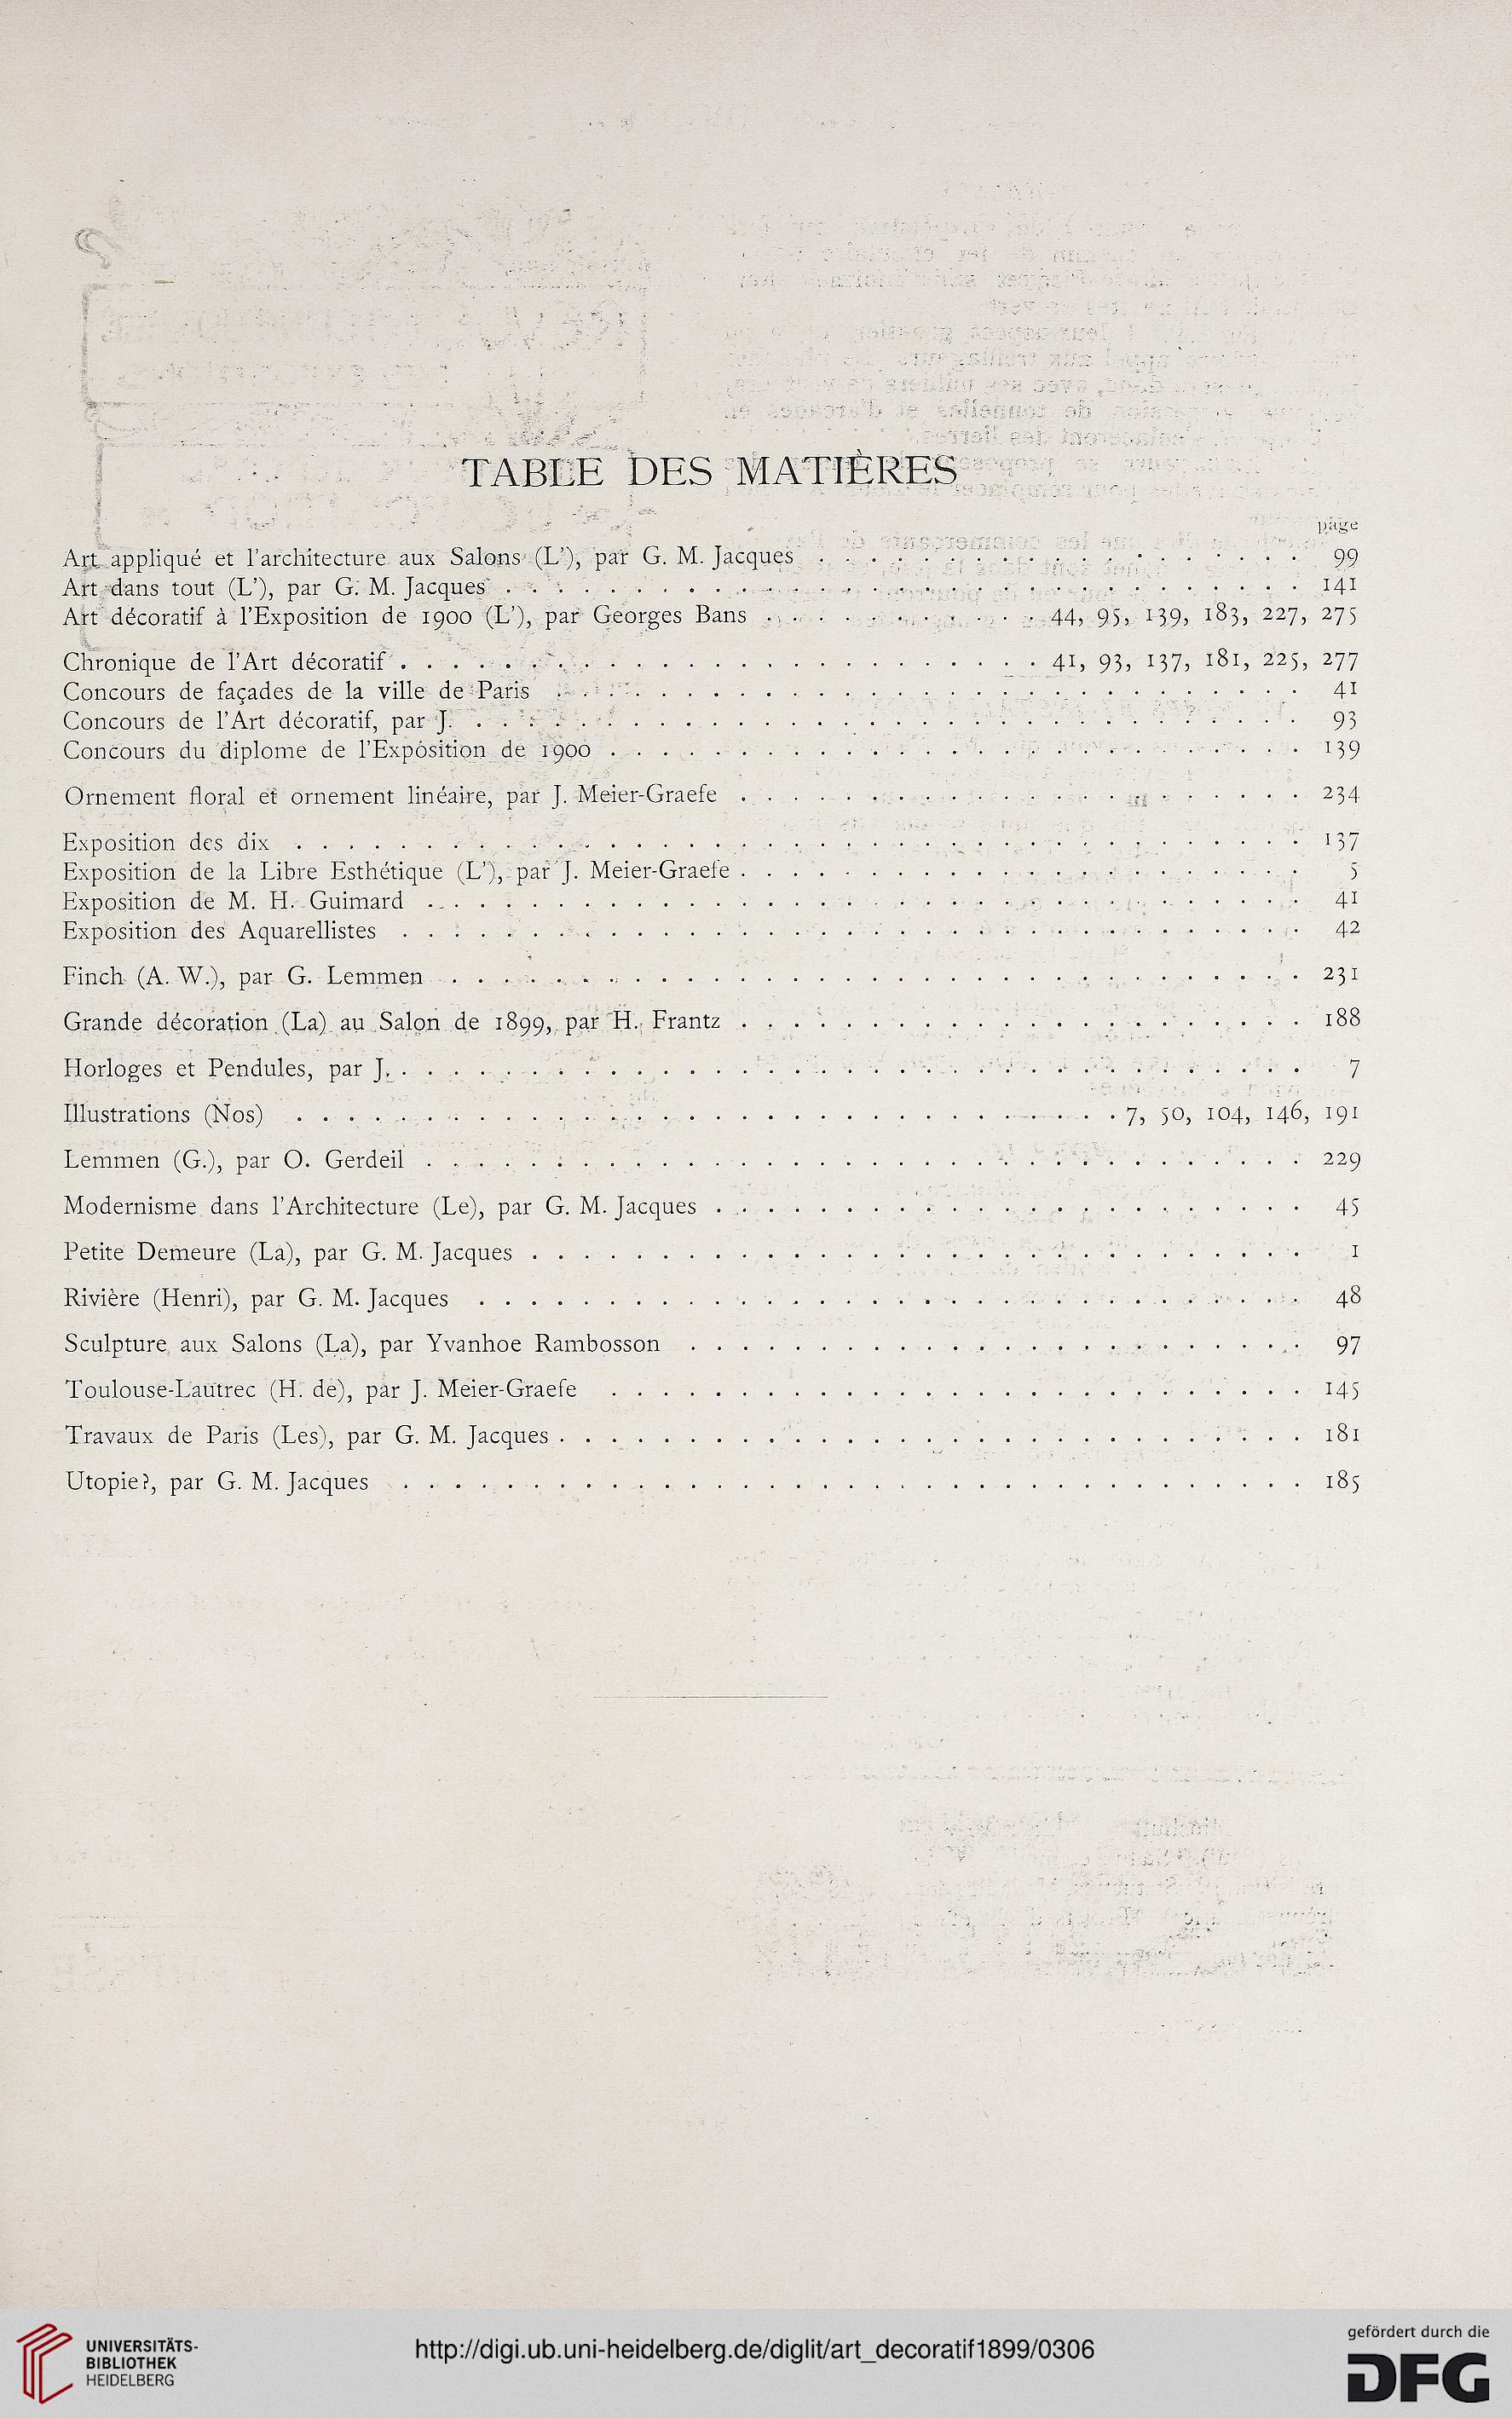 TABLE DES MATIÈRES
page
Art appliqué et l'architecture aux Salons (L'), par G. M. Jacques . . . . . . . . . . . . . . . . . . . 99
Art dans tout (L'), par G. M. Jacques . . . . . . . . . . . . . . . . . . . 141
Art décoratif à l'Exposition de 1900 (L'), par Georges Bans . . . . . . . . . . . 44, 95, 139, 183, 227, 275
Chronique de l'Art décoratif . . . . . . . . . . . . . . . . . . . 41, 93, 137, 181, 225, 277
Concours de façades de la ville de Paris . . . . . . . . . . . . . . . . . . . 41
Concours de l'Art décoratif, par J. . . . . . . . . . . . . . . . . . . . 93
Concours du diplome de l'Exposition de 1900 . . . . . . . . . . . . . . . . . . . 139
Ornement floral et ornement linéaire, par J. Meier-Graefe . . . . . . . . . . . . . . . . . . . 234
Exposition des dix . . . . . . . . . . . . . . . . . . . 137
Exposition de la Libre Esthétique (L'), par J. Meier-Graefe . . . . . . . . . . . . . . . . . . . 5
Exposition de M. H. Guimard . . . . . . . . . . . . . . . . . . . 41
Exposition des Aquarellistes . . . . . . . . . . . . . . . . . . . 42
Finch (A. W.), par G. Lemmen . . . . . . . . . . . . . . . . . . . 231
Grande décoration (La) au Salon de 1899, par H. Frantz . . . . . . . . . . . . . . . . . . . 188
Horloges et Pendules, par J. . . . . . . . . . . . . . . . . . . . 7
Illustrations (Nos) . . . . . . . . . . . . . . . . . . . 7, 50, 104, 146, 191
Lemmen (G.), par O. Gerdeil . . . . . . . . . . . . . . . . . . . 229
Modernisme dans l'Architecture (Le), par G. M. Jacques . . . . . . . . . . . . . . . . . . . 45
Petite Demeure (La), par G. M. Jacques . . . . . . . . . . . . . . . . . . . 1
Rivière (Henri), par G. M. Jacques . . . . . . . . . . . . . . . . . . . 48
Sculpture aux Salons (La), par Yvanhoe Rambosson . . . . . . . . . . . . . . . . . . . 97
Toulouse-Lautrec (H. de), par J. Meier-Graefe . . . . . . . . . . . . . . . . . . . 145
Travaux de Paris (Les), par G. M. Jacques . . . . . . . . . . . . . . . . . . . 181
Utopie?, par G. M. Jacques . . . . . . . . . . . . . . . . . . . 185
UNIVERSITÄTS-
BIBLIOTHEK
HEIDELBERG
http://digi.ub.uni-heidelberg.de/diglit/art_decoratif1899/0306
gefördert durch die
DFG